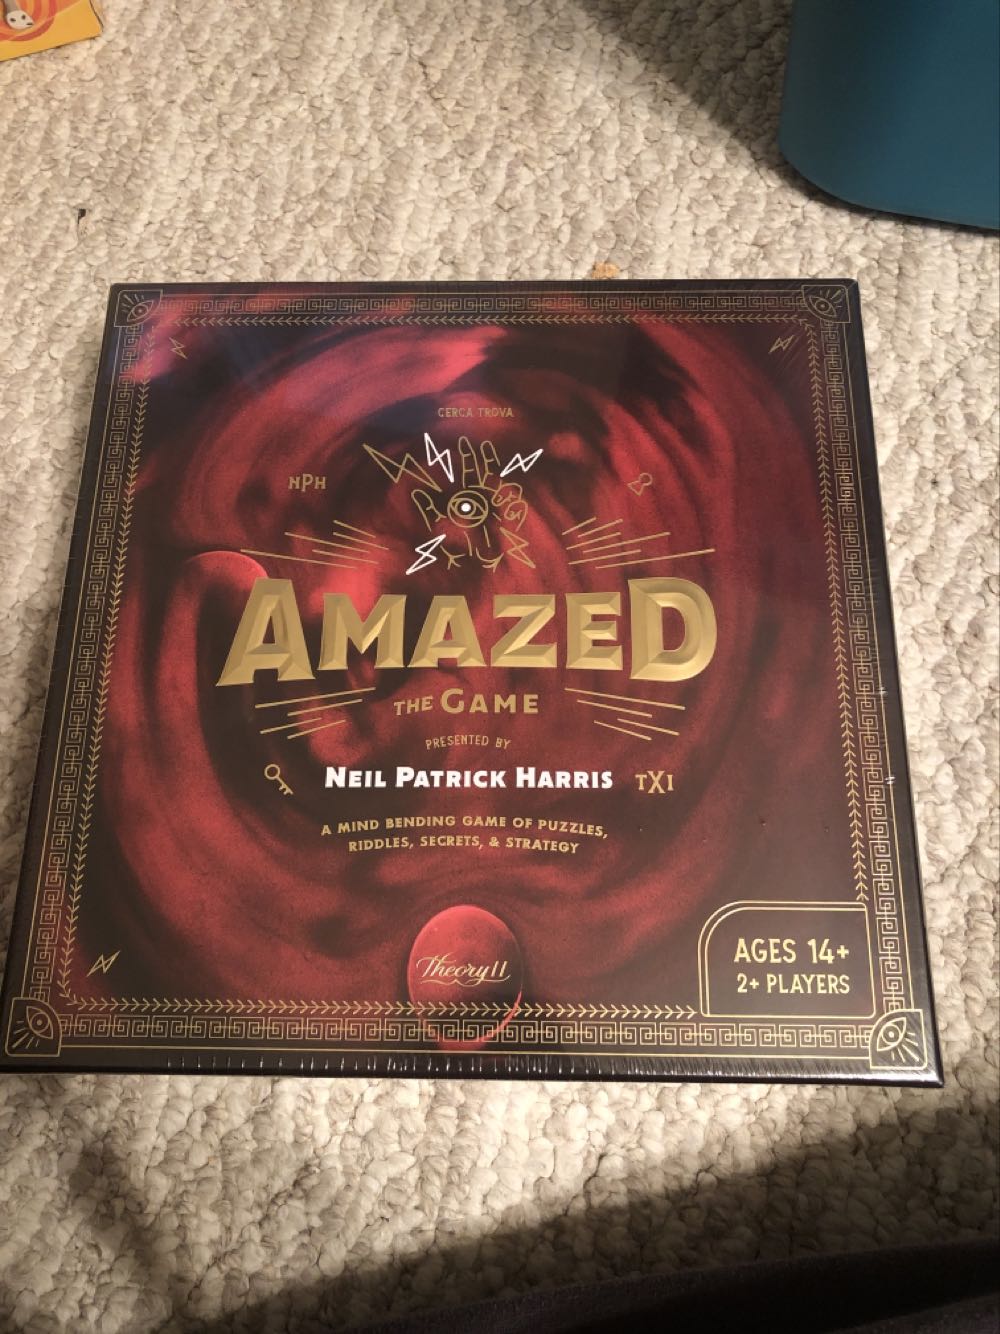 CERCA TROVA
NPH
AMAZED
THE GAME
PRESENTED BY
NEIL PATRICK HARRIS
TXI
A MIND BENDING GAME OF PUZZLES,
RIDDLES, SECRETS, & STRATEGY
Theory11
AGES 14+
2+ PLAYERS